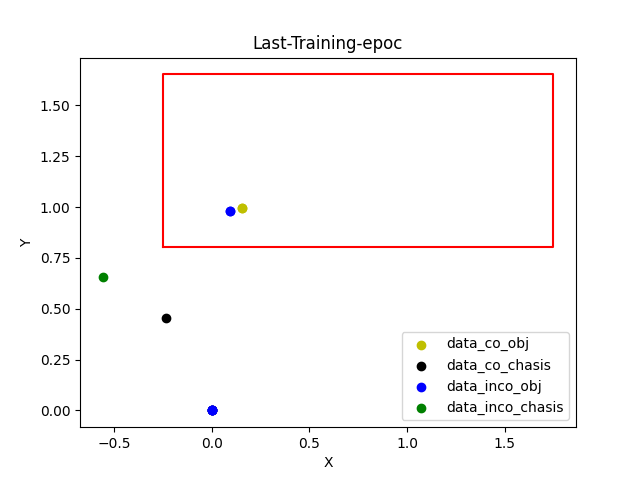 Last-Training-epoc
1.50
1.25
1.00
0.75
0.50
0.25
0.00
Y
−0.5
0.0
0.5
1.0
1.5
X
data_co_obj
data_co_chasis
data_inco_obj
data_inco_chasis